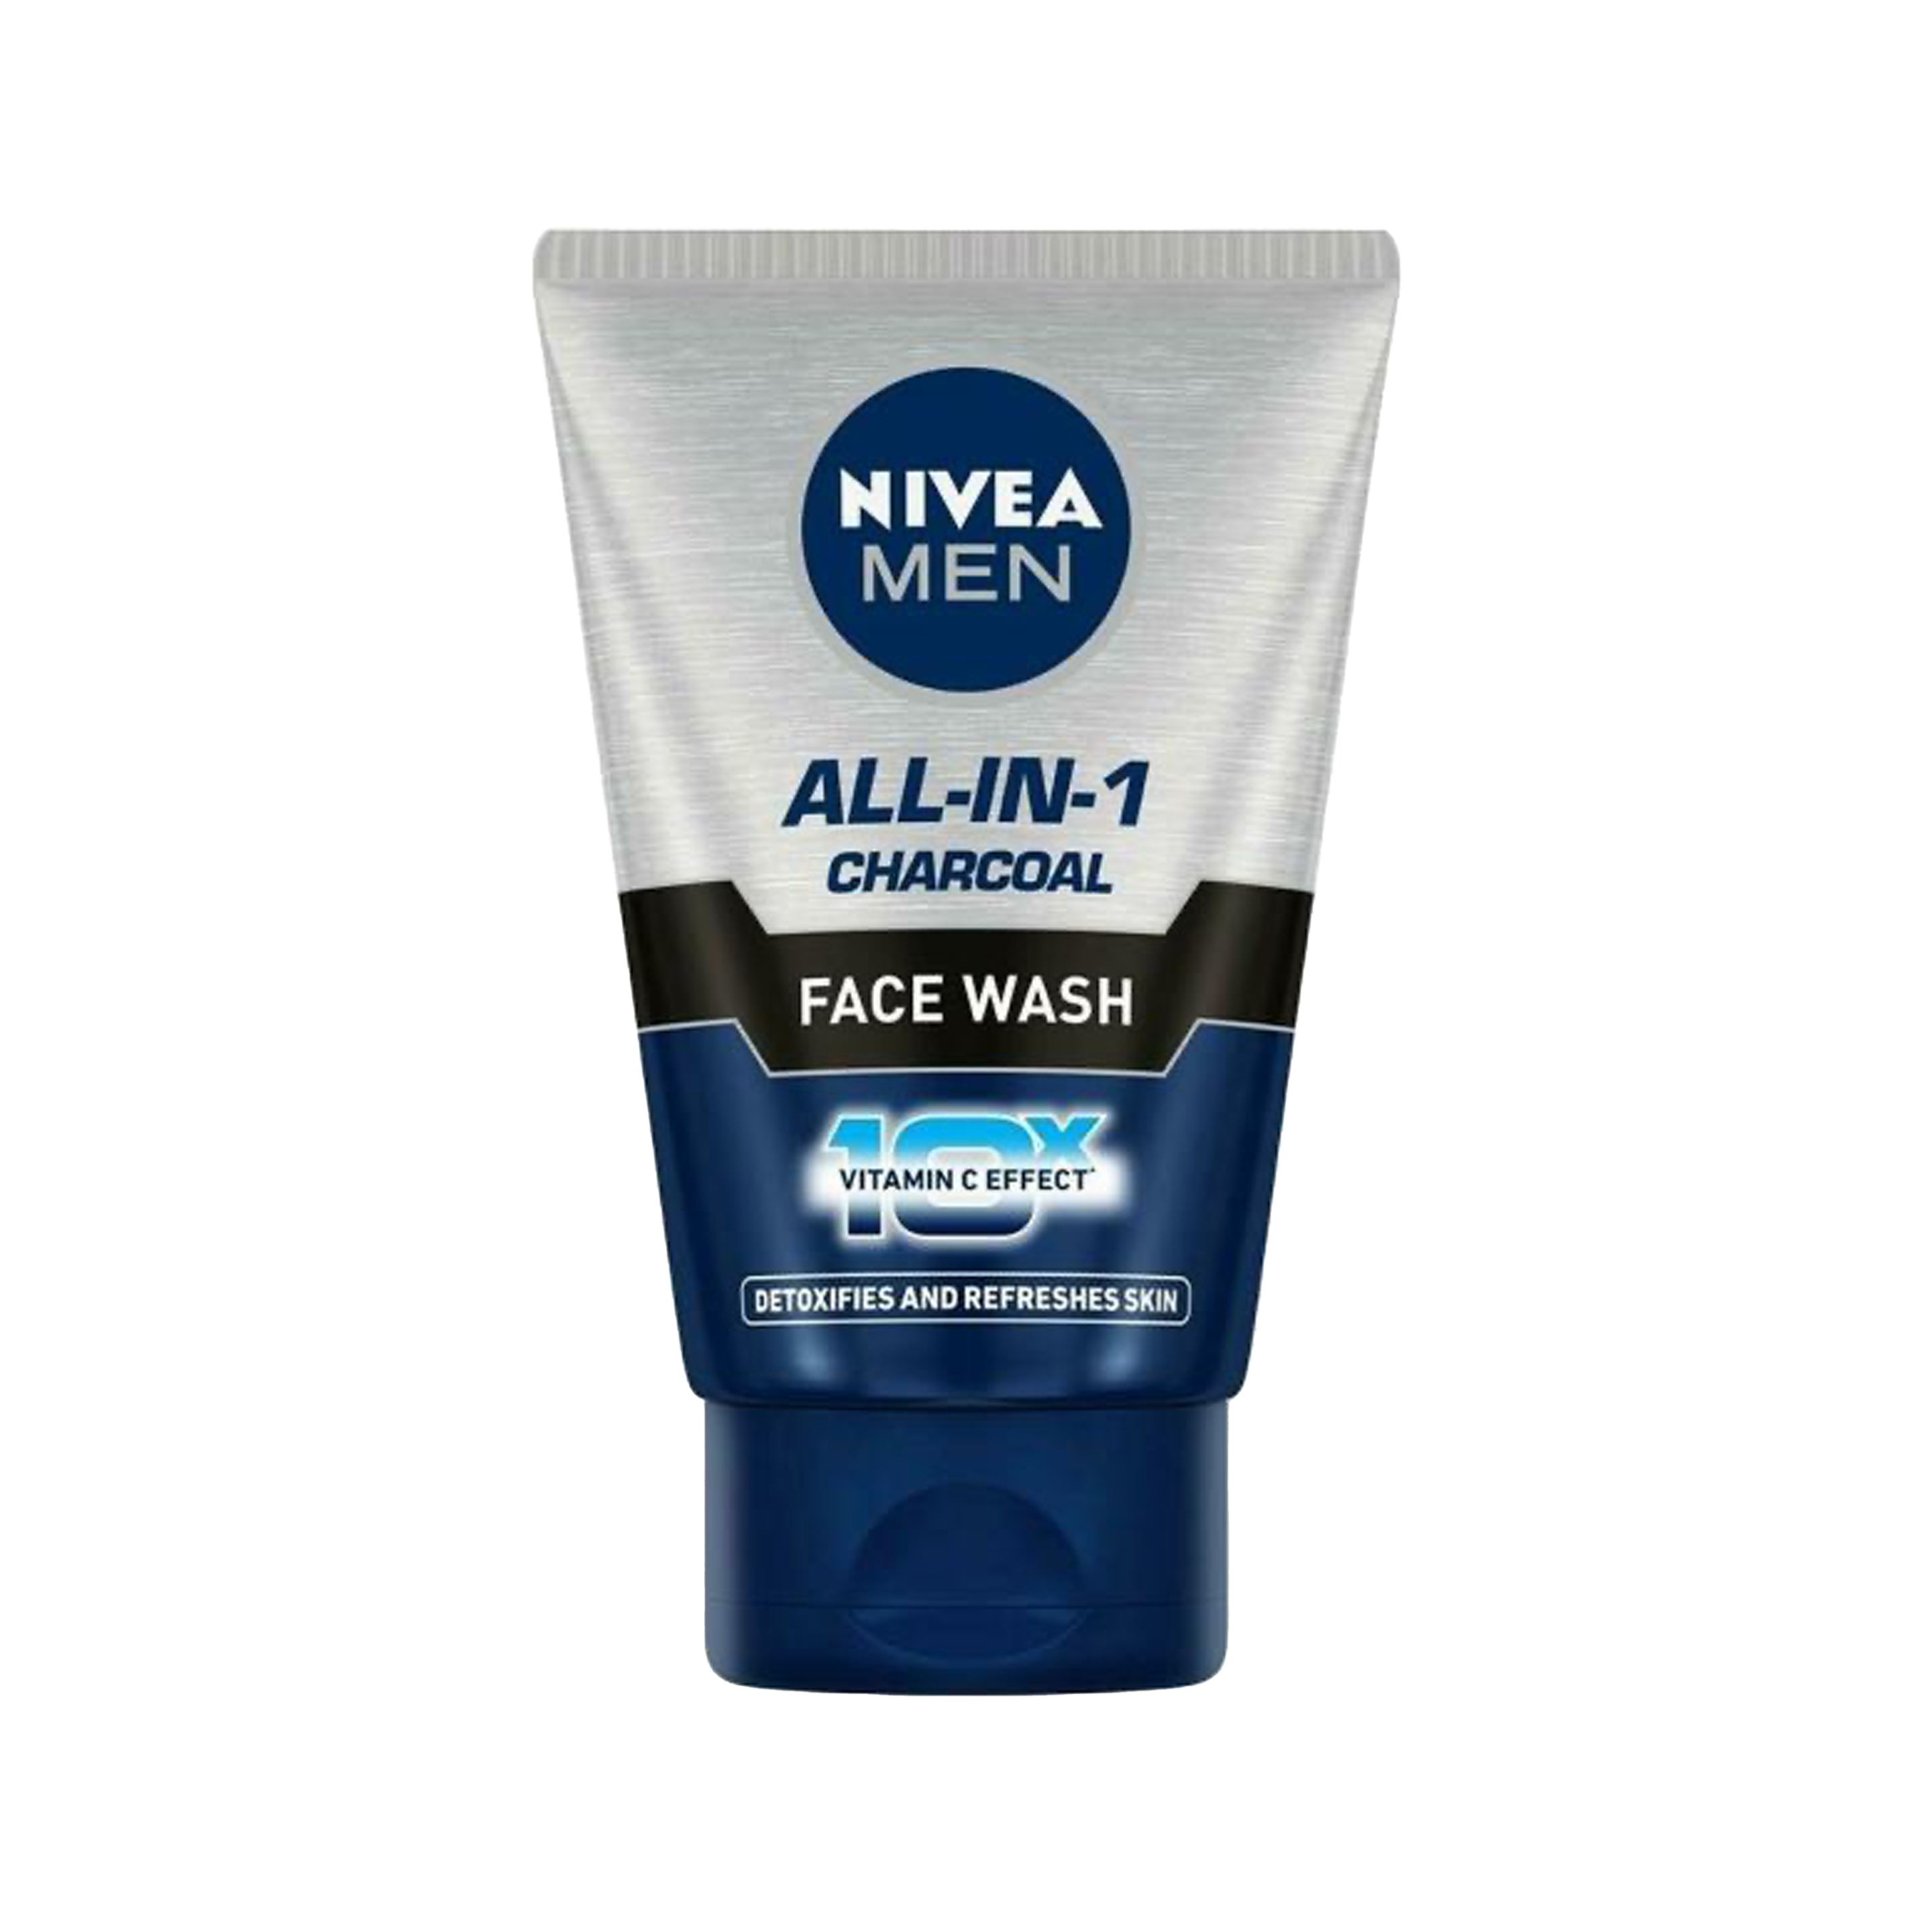 NIVEA
MEN
ALL-IN-1
CHARCOAL
FACE WASH
10X
VITAMIN C EFFECT*
DETOXIFIES AND REFRESHES SKIN